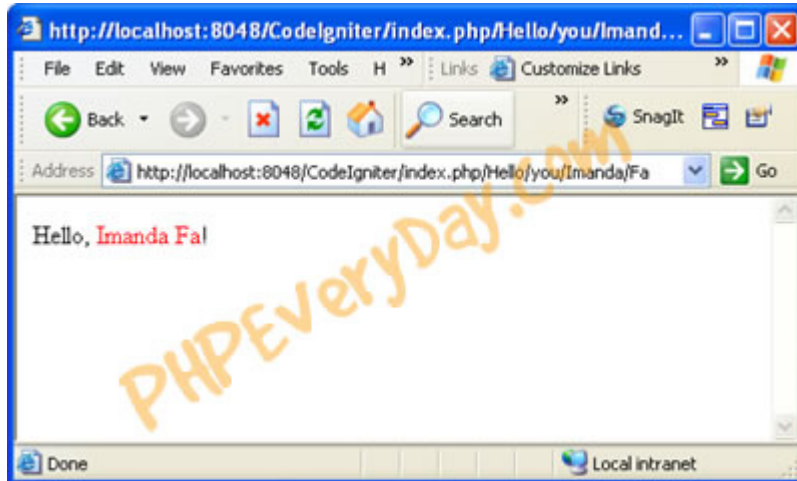 http://localhost:8048/CodeIgniter/index.php/Hello/you/Imand...
File Edit View Favorites Tools H » Links Customize Links »
Back Search » SnagIt
Address http://localhost:8048/CodeIgniter/index.php/Hello/you/Imanda/Fa Go
Hello, Imanda Fa!
PHPEveryDay.com
Done Local intranet